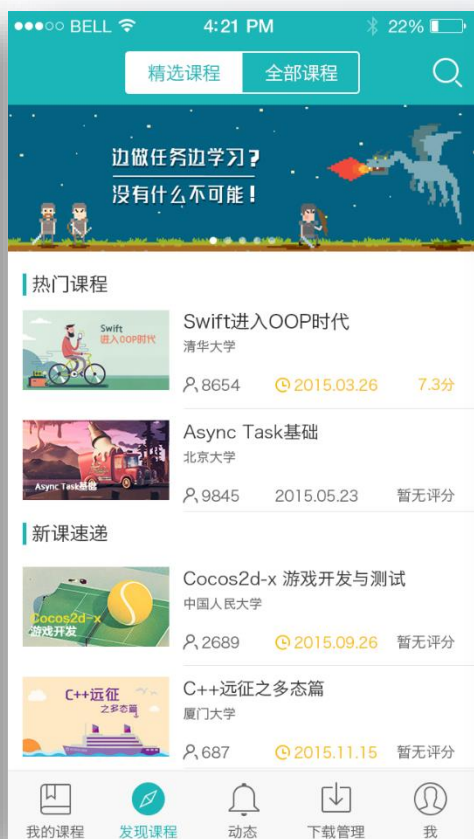 BELL 4:21 PM 22%
精选课程 全部课程
边做任务边学习?
没有什么不可能!
热门课程
Swift
进入OOP时代
Swift进入OOP时代
清华大学
8654 2015.03.26 7.3分
Async Task基础
Async Task基础
北京大学
9845 2015.05.23 暂无评分
新课速递
Cocos2d-x
游戏开发
Cocos2d-x 游戏开发与测试
中国人民大学
2689 2015.09.26 暂无评分
C++远征
之多态篇
C++远征之多态篇
厦门大学
687 2015.11.15 暂无评分
我的课程 发现课程 动态 下载管理 我